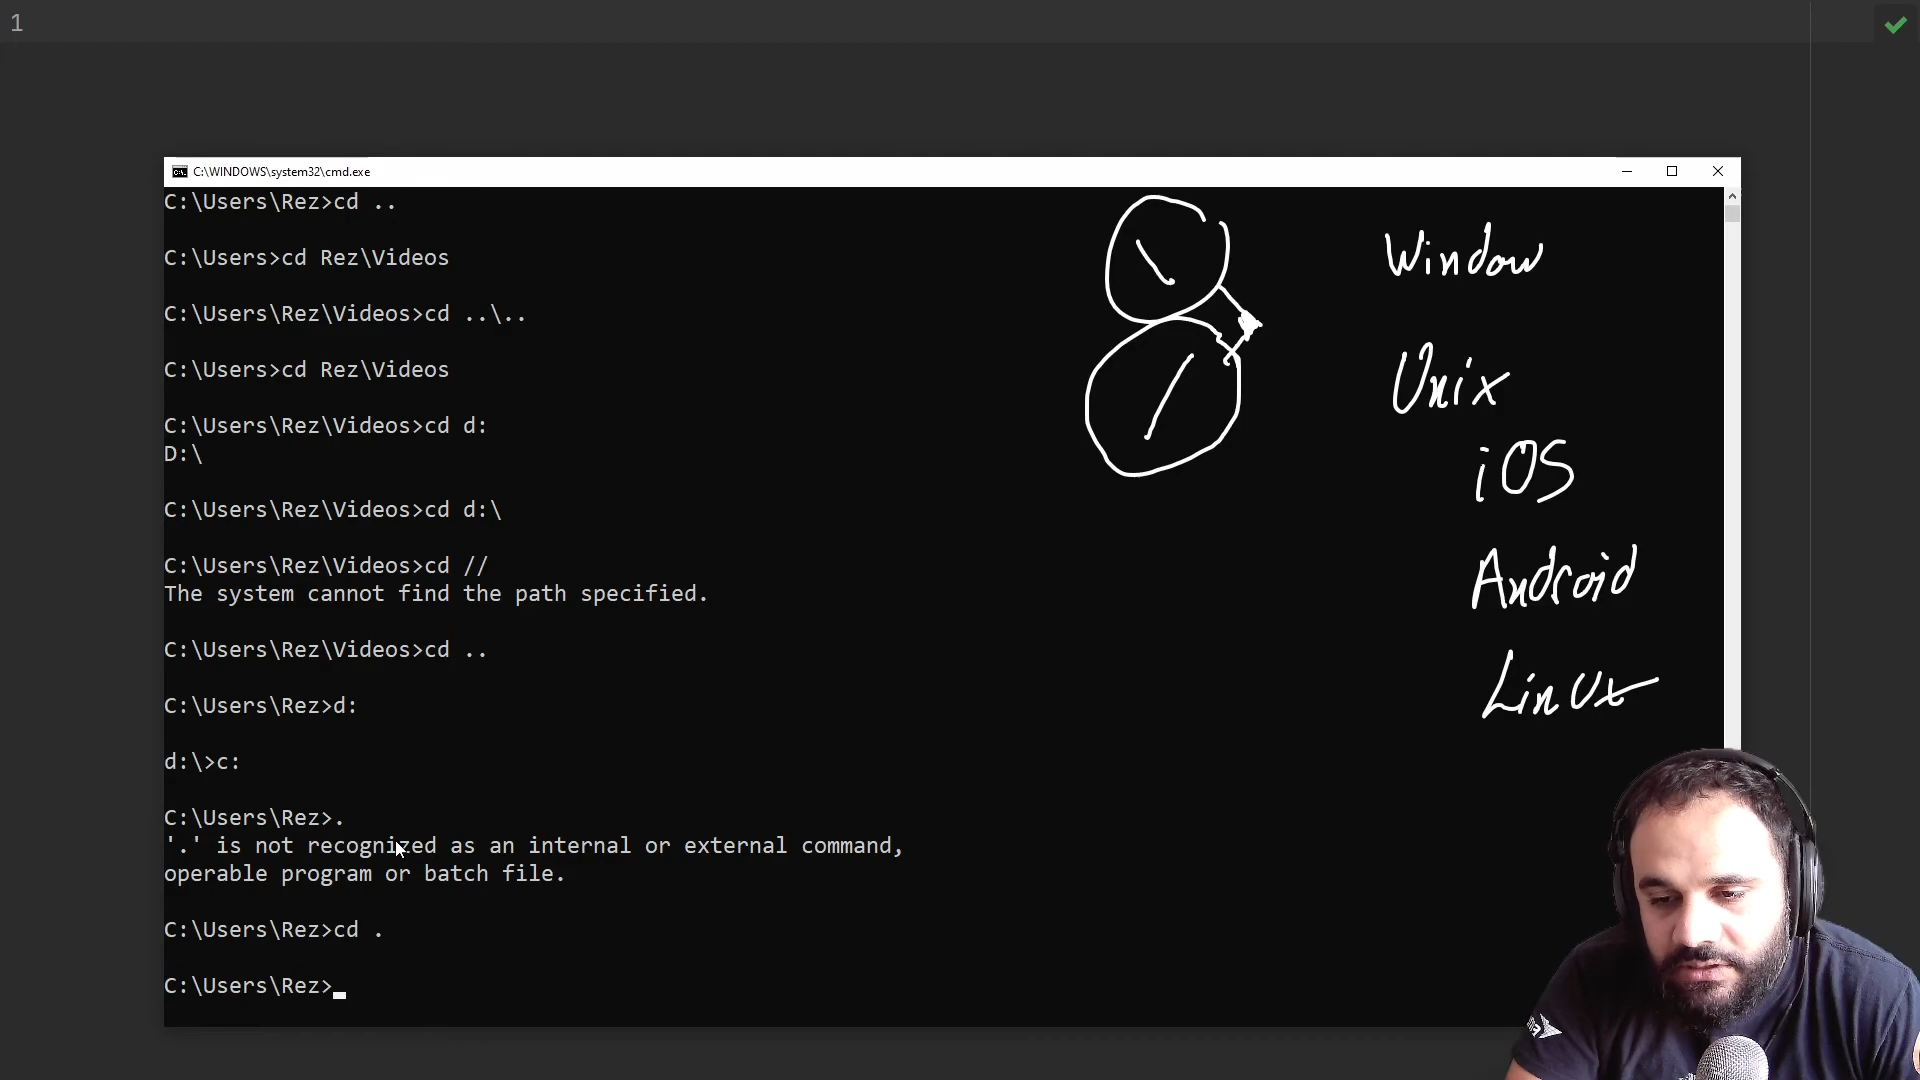 1
C:\WINDOWS\system32\cmd.exe
C:\Users\Rez>cd ..
C:\Users>cd Rez\Videos
C:\Users\Rez\Videos>cd ..\..
C:\Users>cd Rez\Videos
C:\Users\Rez\Videos>cd d:
D:\
C:\Users\Rez\Videos>cd d:\
C:\Users\Rez\Videos>cd //
The system cannot find the path specified.
C:\Users\Rez\Videos>cd ..
C:\Users\Rez>d:
d:\>c:
C:\Users\Rez>.
'.' is not recognized as an internal or external command,
operable program or batch file.
C:\Users\Rez>cd .
C:\Users\Rez>
\
/
Window
Unix
iOS
Android
Linux